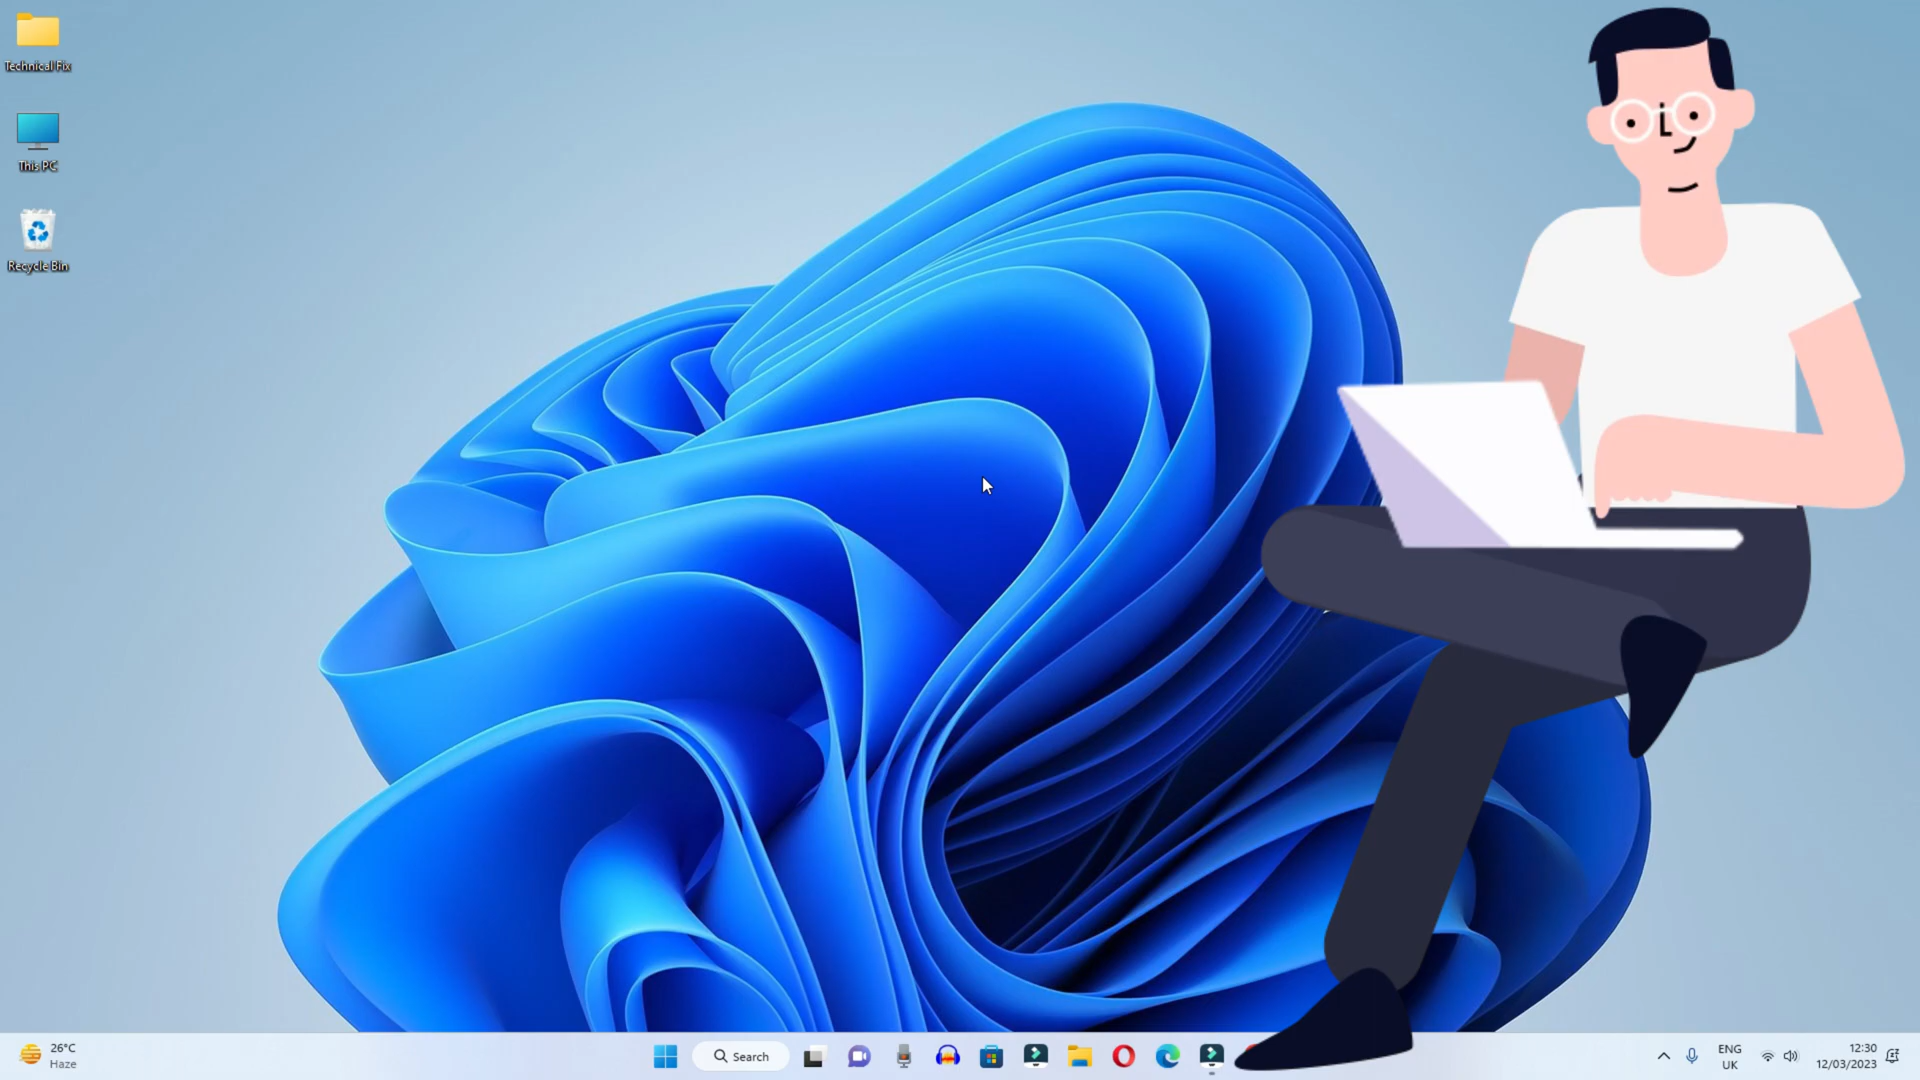 Technical Fix
This PC
Recycle Bin
26°C
Haze
Search
ENG
UK
12:30
12/03/2023